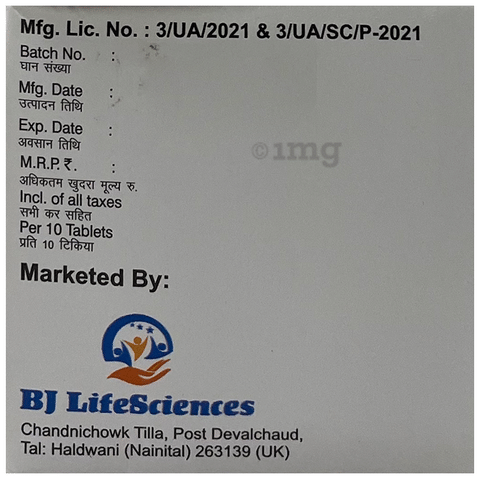 Mfg. Lic. No. : 3/UA/2021 & 3/UA/SC/P-2021
Batch No. :
घान संख्या
Mfg. Date :
उत्पादन तिथि
Exp. Date :
अवसान तिथि
M.R.P. ₹. :
अधिकतम खुदरा मूल्य रु.
Incl. of all taxes
सभी कर सहित
Per 10 Tablets
प्रति 10 टिकिया
©1mg
Marketed By:
BJ LifeSciences
Chandnichowk Tilla, Post Devalchaud,
Tal: Haldwani (Nainital) 263139 (UK)